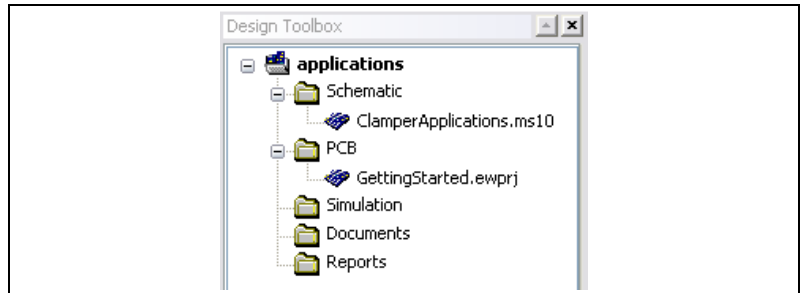 Design Toolbox
applications
Schematic
ClamperApplications.ms10
PCB
GettingStarted.ewprj
Simulation
Documents
Reports